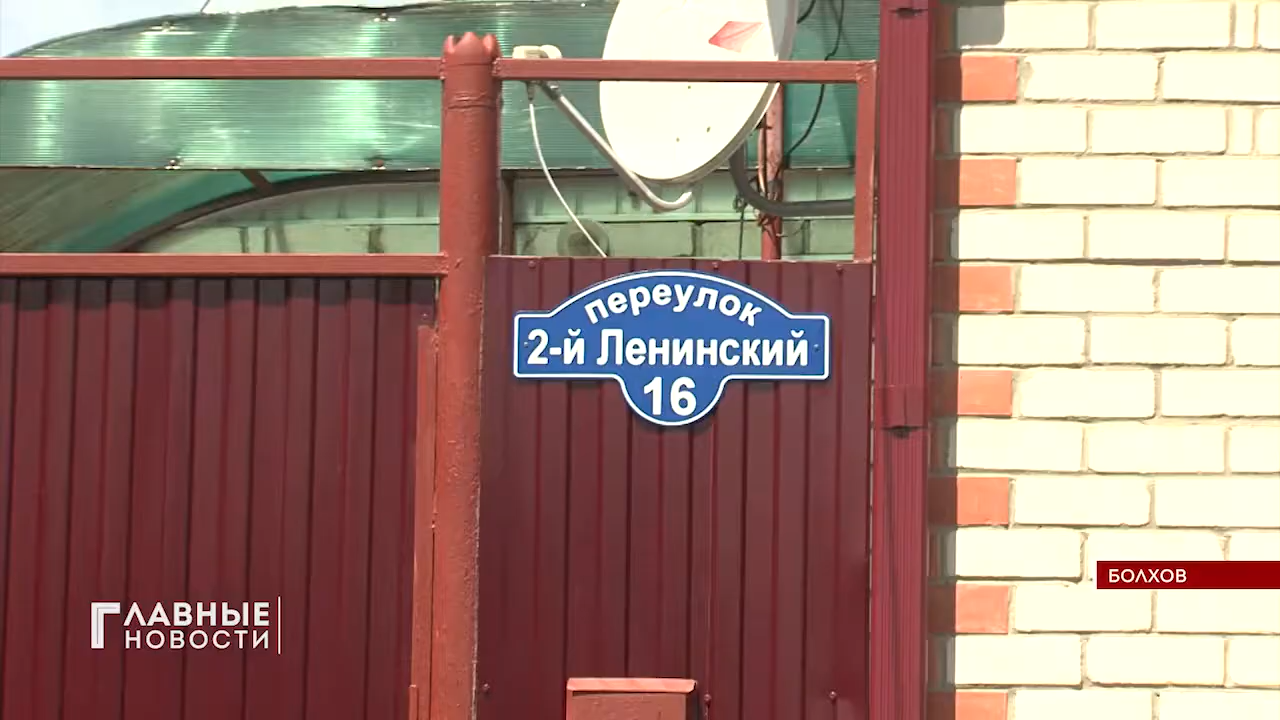 переулок
2-й Ленинский
16
БОЛХОВ
ГЛАВНЫЕ
НОВОСТИ